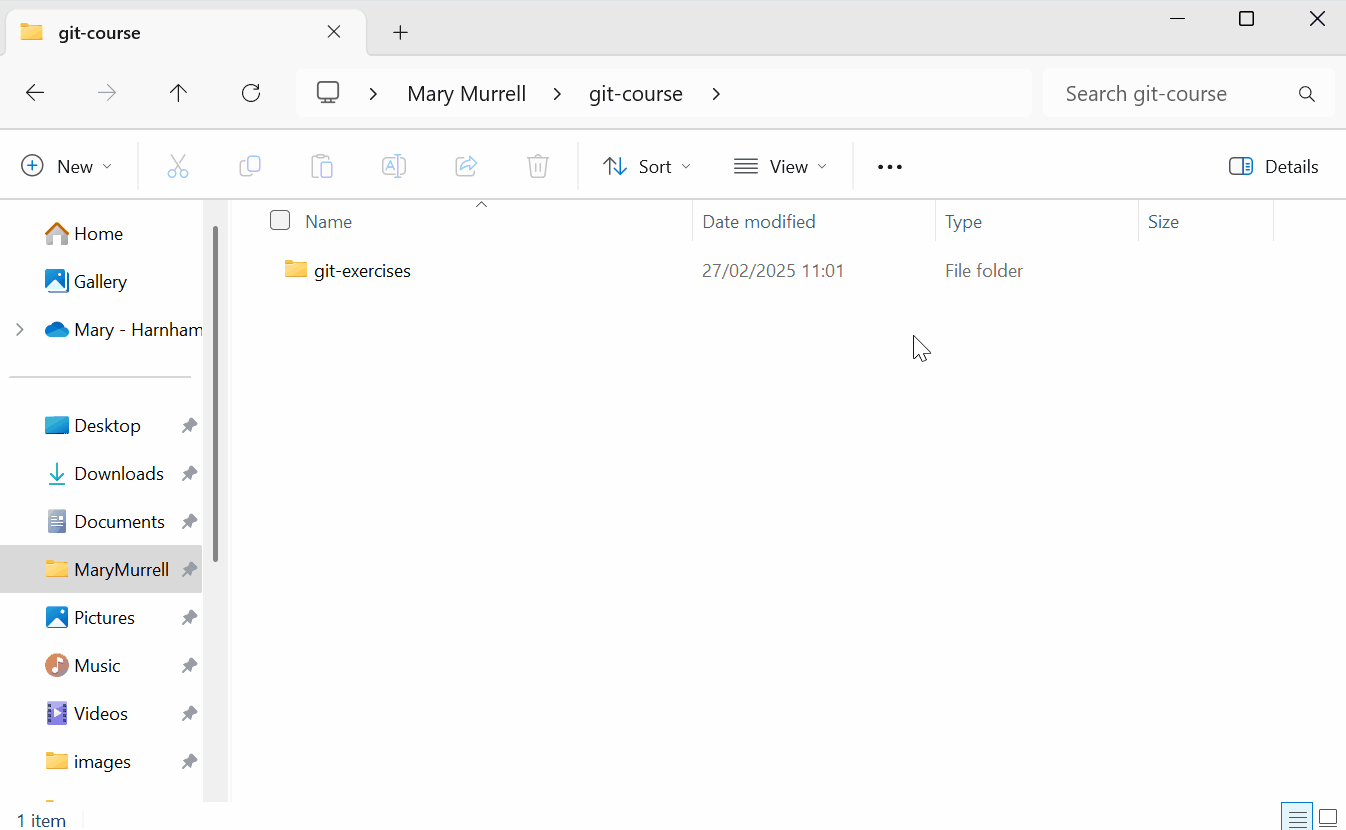 git-course
Mary Murrell git-course
Search git-course
New
Sort
View
Details
Name Date modified Type Size
git-exercises 27/02/2025 11:01 File folder
Home
Gallery
Mary - Harnham
Desktop
Downloads
Documents
MaryMurrell
Pictures
Music
Videos
images
1 item